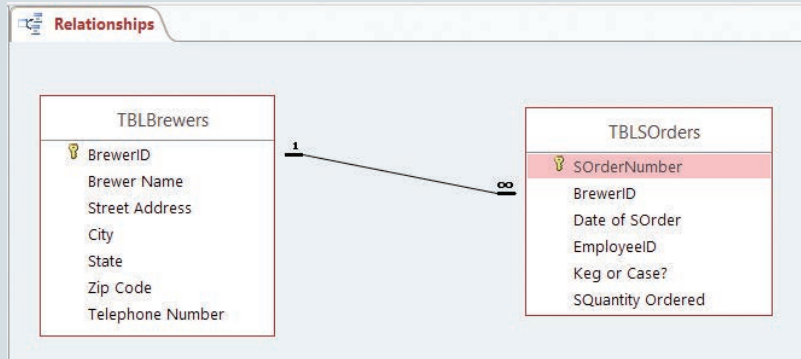 Relationships
TBLBrewers
BrewerID
Brewer Name
Street Address
City
State
Zip Code
Telephone Number
1
∞
TBLSOrders
SOrderNumber
BrewerID
Date of SOrder
EmployeeID
Keg or Case?
SQuantity Ordered